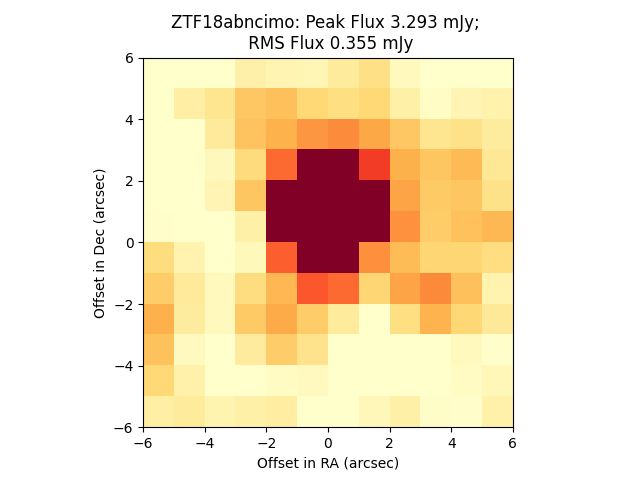 ZTF18abncimo: Peak Flux 3.293 mJy;
RMS Flux 0.355 mJy
6
4
2
0
−2
−4
−6
Offset in Dec (arcsec)
−6 −4 −2 0 2 4 6
Offset in RA (arcsec)